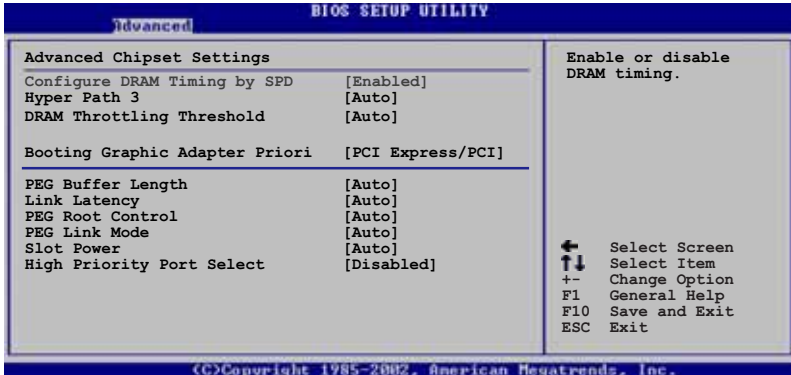 BIOS SETUP UTILITY
Advanced
Advanced Chipset Settings
Configure DRAM Timing by SPD [Enabled]
Hyper Path 3 [Auto]
DRAM Throttling Threshold [Auto]
Booting Graphic Adapter Priori [PCI Express/PCI]
PEG Buffer Length [Auto]
Link Latency [Auto]
PEG Root Control [Auto]
PEG Link Mode [Auto]
Slot Power [Auto]
High Priority Port Select [Disabled]
Enable or disable
DRAM timing.
← Select Screen
↑↓ Select Item
+- Change Option
F1 General Help
F10 Save and Exit
ESC Exit
(C)Copyright 1985-2002, American Megatrends, Inc.